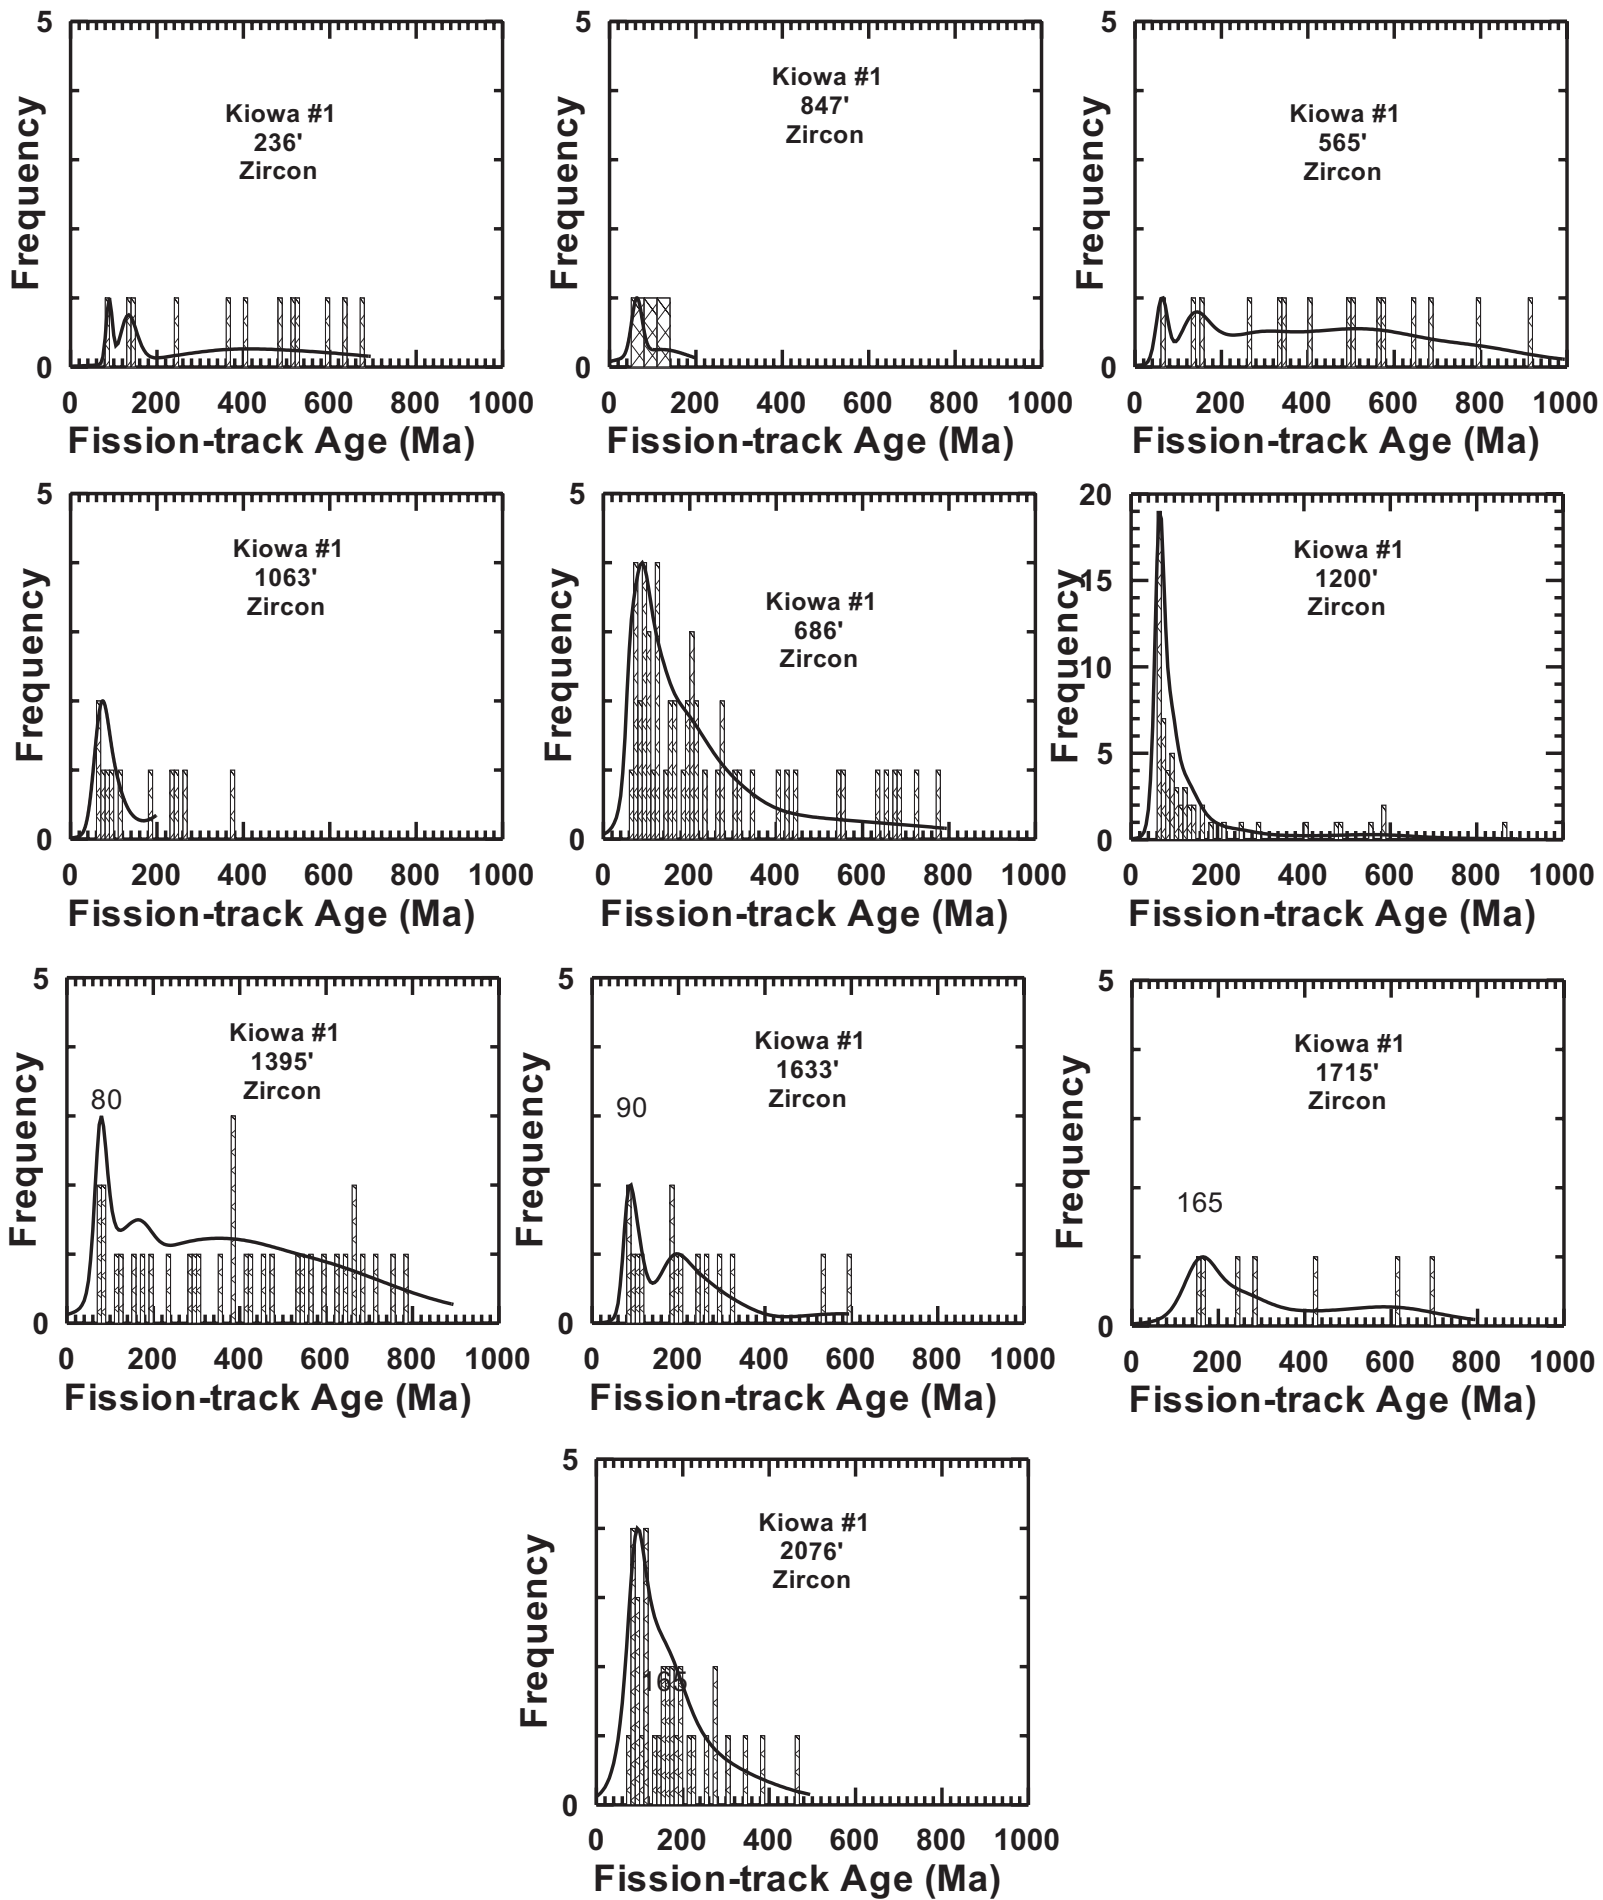 5
Frequency
Kiowa #1
236'
Zircon
0
0 200 400 600 800 1000
Fission-track Age (Ma)
5
Frequency
Kiowa #1
847'
Zircon
0
0 200 400 600 800 1000
Fission-track Age (Ma)
5
Frequency
Kiowa #1
565'
Zircon
0
0 200 400 600 800 1000
Fission-track Age (Ma)
5
Frequency
Kiowa #1
1063'
Zircon
0
0 200 400 600 800 1000
Fission-track Age (Ma)
5
Frequency
Kiowa #1
686'
Zircon
0
0 200 400 600 800 1000
Fission-track Age (Ma)
20
15
10
5
0
Frequency
Kiowa #1
1200'
Zircon
0 200 400 600 800 1000
Fission-track Age (Ma)
5
Frequency
Kiowa #1
1395'
Zircon
80
0
0 200 400 600 800 1000
Fission-track Age (Ma)
5
Frequency
Kiowa #1
1633'
Zircon
90
0
0 200 400 600 800 1000
Fission-track Age (Ma)
5
Frequency
Kiowa #1
1715'
Zircon
165
0
0 200 400 600 800 1000
Fission-track Age (Ma)
5
Frequency
Kiowa #1
2076'
Zircon
165
0
0 200 400 600 800 1000
Fission-track Age (Ma)